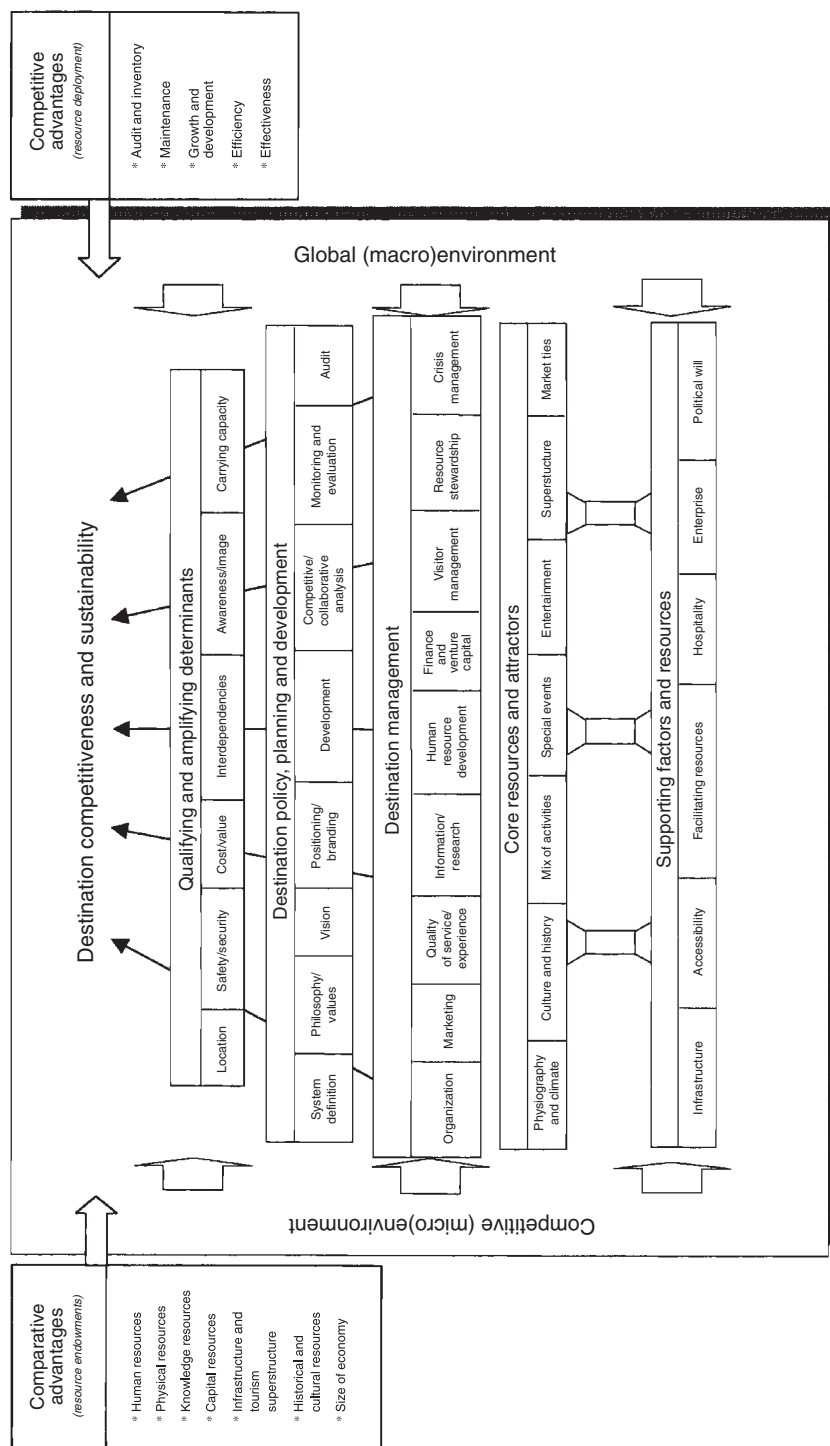 Comparative
advantages
(resource endowments)
* Human resources
* Physical resources
* Knowledge resources
* Capital resources
* Infrastructure and
tourism
superstructure
* Historical and
cultural resources
* Size of economy
Competitive
advantages
(resource deployment)
* Audit and inventory
* Maintenance
* Growth and
development
* Efficiency
* Effectiveness
Competitive (micro)environment
Global (macro)environment
Destination competitiveness and sustainability
Qualifying and amplifying determinants
Location
Safety/security
Cost/value
Interdependencies
Awareness/image
Carrying capacity
Destination policy, planning and development
System
definition
Philosophy/
values
Vision
Positioning/
branding
Development
Competitive/
collaborative
analysis
Monitoring and
evaluation
Audit
Destination management
Organization
Marketing
Quality
of service/
experience
Information/
research
Human
resource
development
Finance
and
venture
capital
Visitor
management
Resource
stewardship
Crisis
management
Core resources and attractors
Physiography
and climate
Culture and history
Mix of activities
Special events
Entertainment
Superstucture
Market ties
Supporting factors and resources
Infrastructure
Accessibility
Facilitating resources
Hospitality
Enterprise
Political will